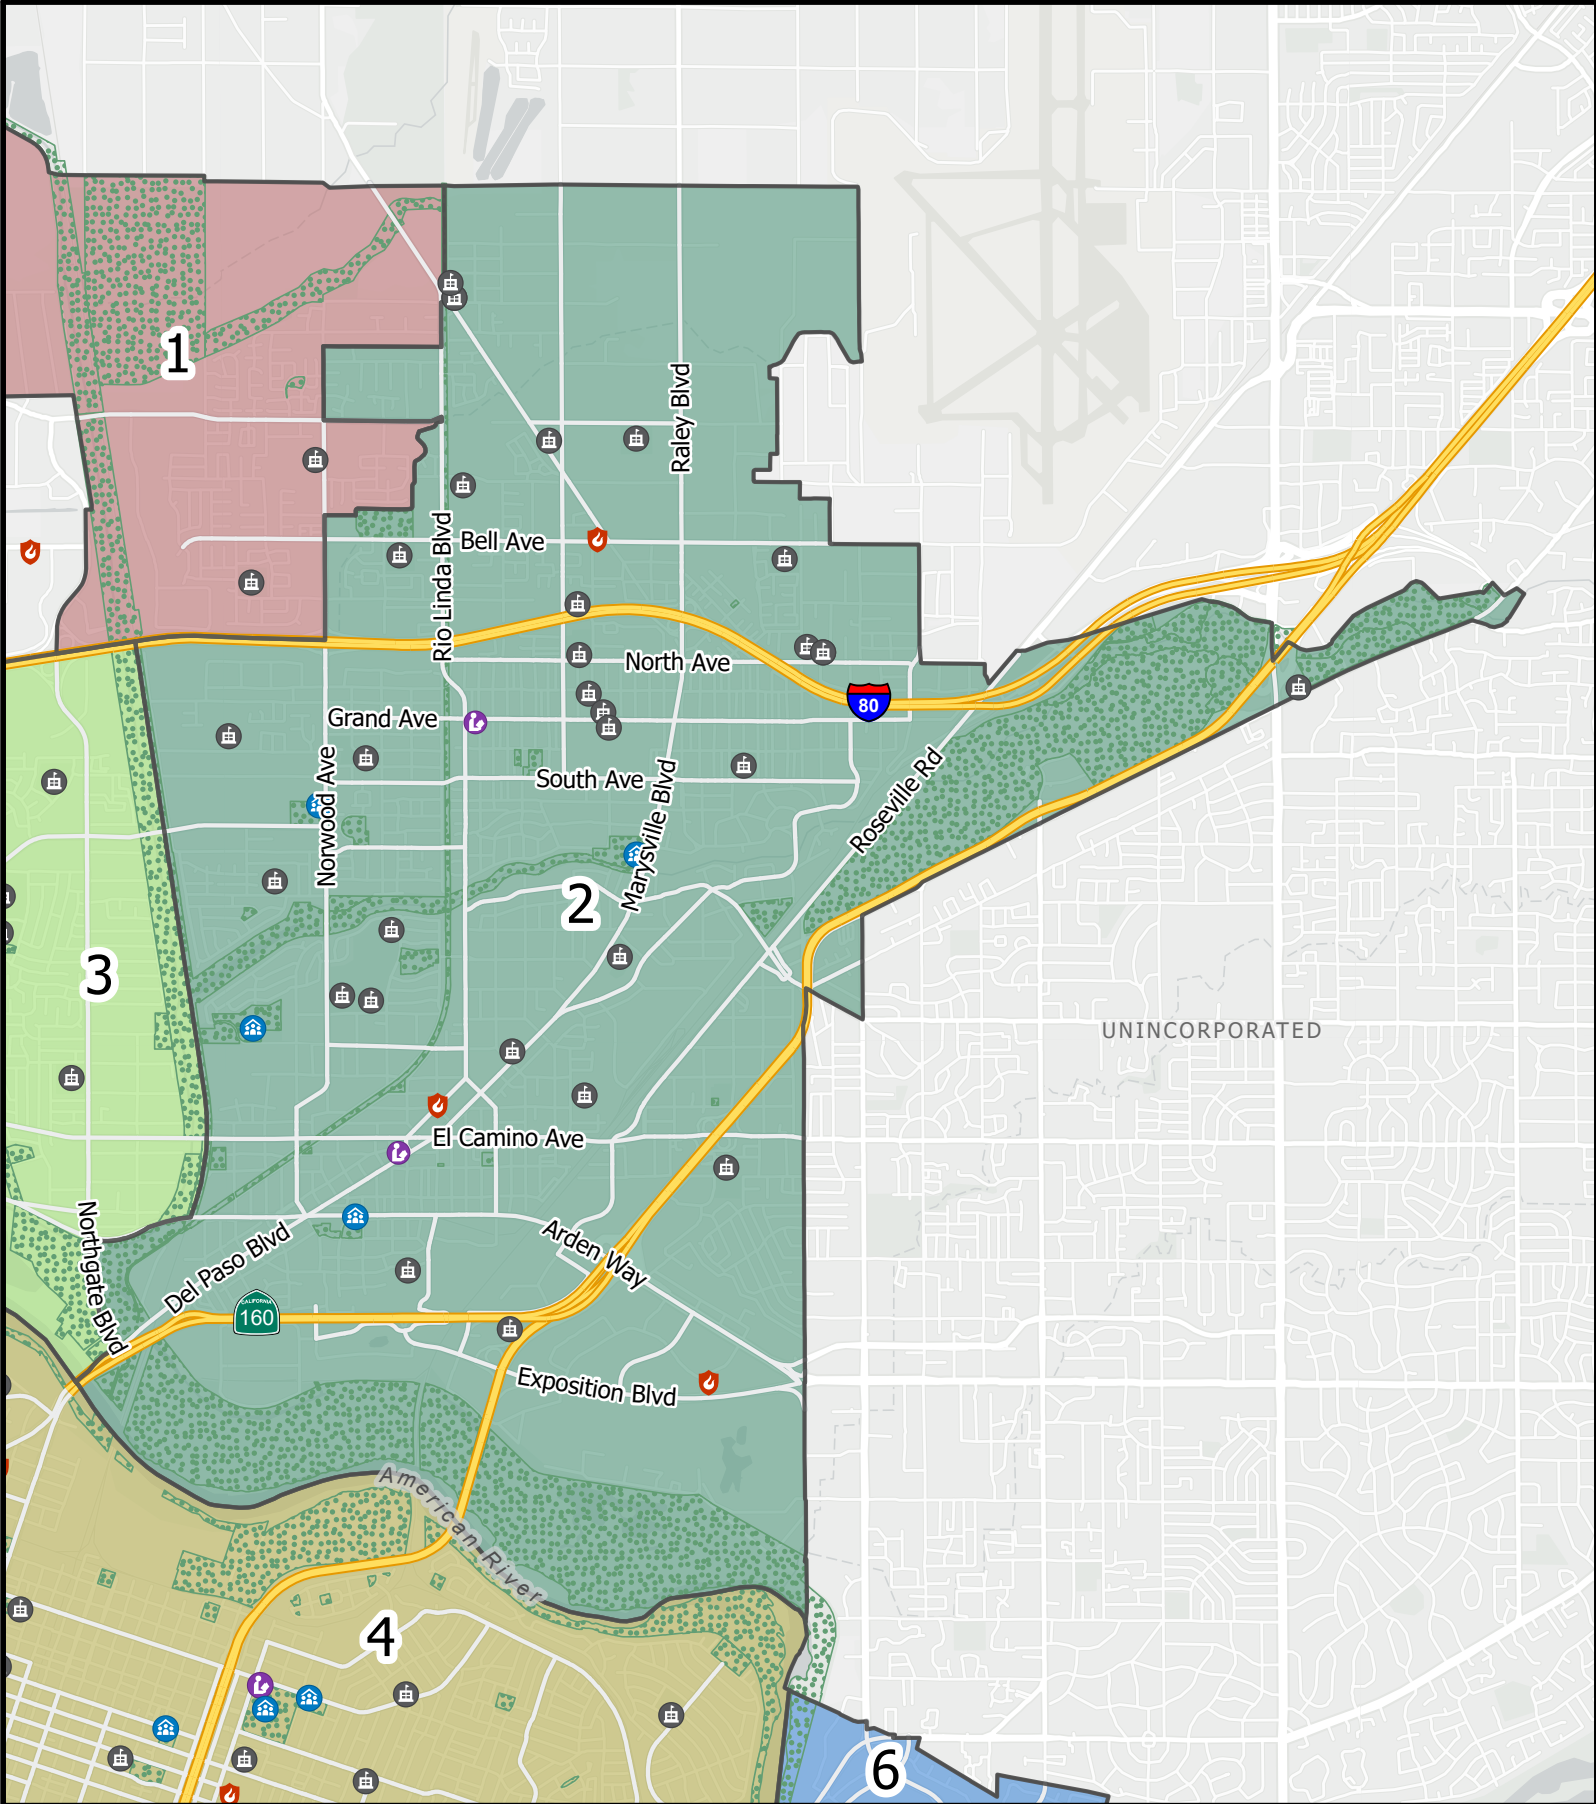 1
Raley Blvd
Rio Linda Blvd
Bell Ave
North Ave
80
Grand Ave
Norwood Ave
South Ave
Marysville Blvd
Roseville Rd
2
3
UNINCORPORATED
El Camino Ave
Northgate Blvd
Del Paso Blvd
Arden Way
CALIFORNIA
160
Exposition Blvd
American River
4
6